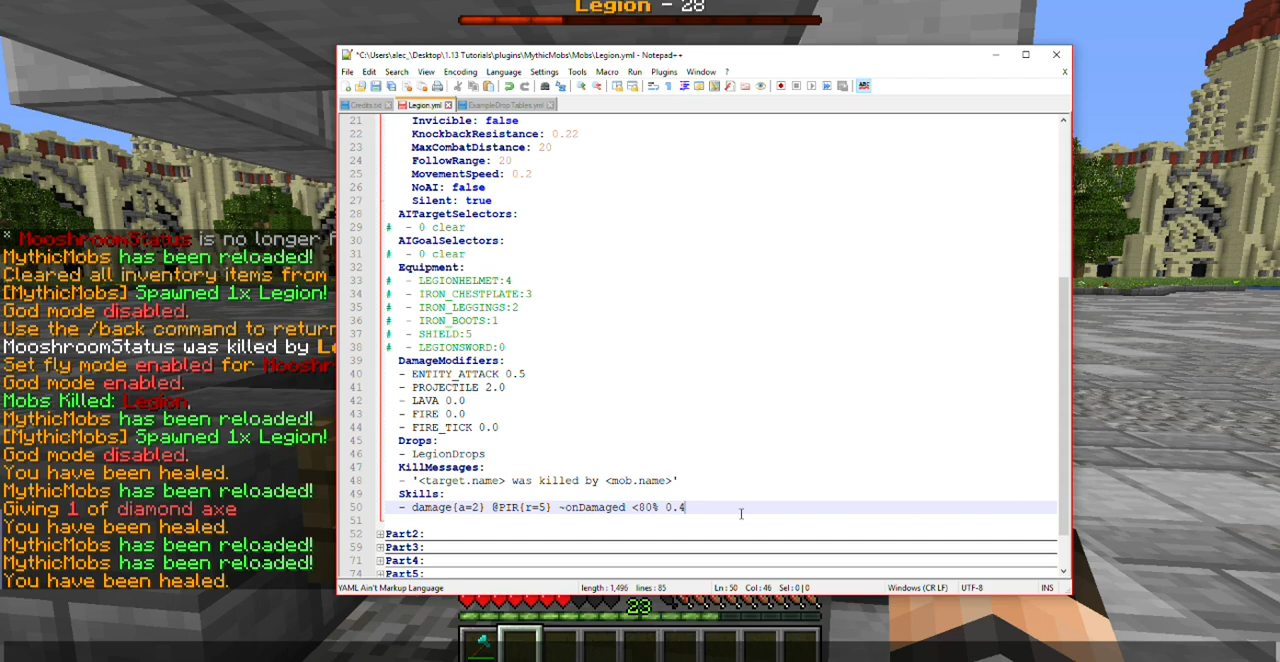 Legion - 28
*C:\Users\alec_\Desktop\1.13 Tutorials\plugins\MythicMobs\Mobs\Legion.yml - Notepad++
File Edit Search View Encoding Language Settings Tools Macro Run Plugins Window ? X
Credits.txt Legion.yml ExampleDropTables.yml
21 Invicible: false
22 KnockbackResistance: 0.22
23 MaxCombatDistance: 20
24 FollowRange: 20
25 MovementSpeed: 0.2
26 NoAI: false
27 Silent: true
28 AITargetSelectors:
29 # - 0 clear
30 AIGoalSelectors:
31 # - 0 clear
32 Equipment:
33 # - LEGIONHELMET:4
34 # - IRON_CHESTPLATE:3
35 # - IRON_LEGGINGS:2
36 # - IRON_BOOTS:1
37 # - SHIELD:5
38 # - LEGIONSWORD:0
39 DamageModifiers:
40 - ENTITY_ATTACK 0.5
41 - PROJECTILE 2.0
42 - LAVA 0.0
43 - FIRE 0.0
44 - FIRE_TICK 0.0
45 Drops:
46 - LegionDrops
47 KillMessages:
48 - '<target.name> was killed by <mob.name>'
49 Skills:
50 - damage{a=2} @PIR{r=5} ~onDamaged <80% 0.4
51
52 Part2:
59 Part3:
71 Part4:
74 Part5:
YAML Ain't Markup Language length : 1,496 lines : 85 Ln : 50 Col : 46 Sel : 0 | 0 Windows (CR LF) UTF-8 INS
* MooshroomStatus is no longer
MythicMobs has been reloaded!
Cleared all inventory items from
[MythicMobs] Spawned 1x Legion!
God mode disabled.
Use the /back command to return
MooshroomStatus was killed by
Set fly mode enabled for
God mode enabled.
Mobs Killed: Legion,
MythicMobs has been reloaded!
[MythicMobs] Spawned 1x Legion!
God mode disabled.
You have been healed.
MythicMobs has been reloaded!
Giving 1 of diamond axe
You have been healed.
MythicMobs has been reloaded!
MythicMobs has been reloaded!
You have been healed.
23